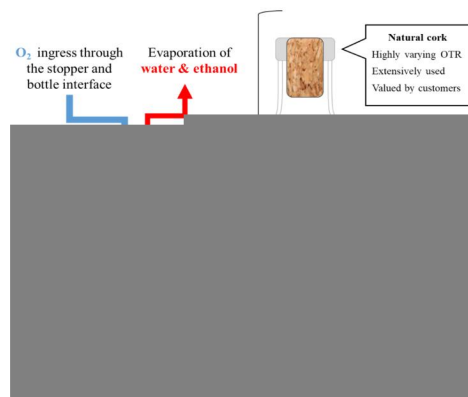 O₂ ingress through
the stopper and
bottle interface
Evaporation of
water & ethanol
Natural cork
Highly varying OTR
Extensively used
Valued by customers